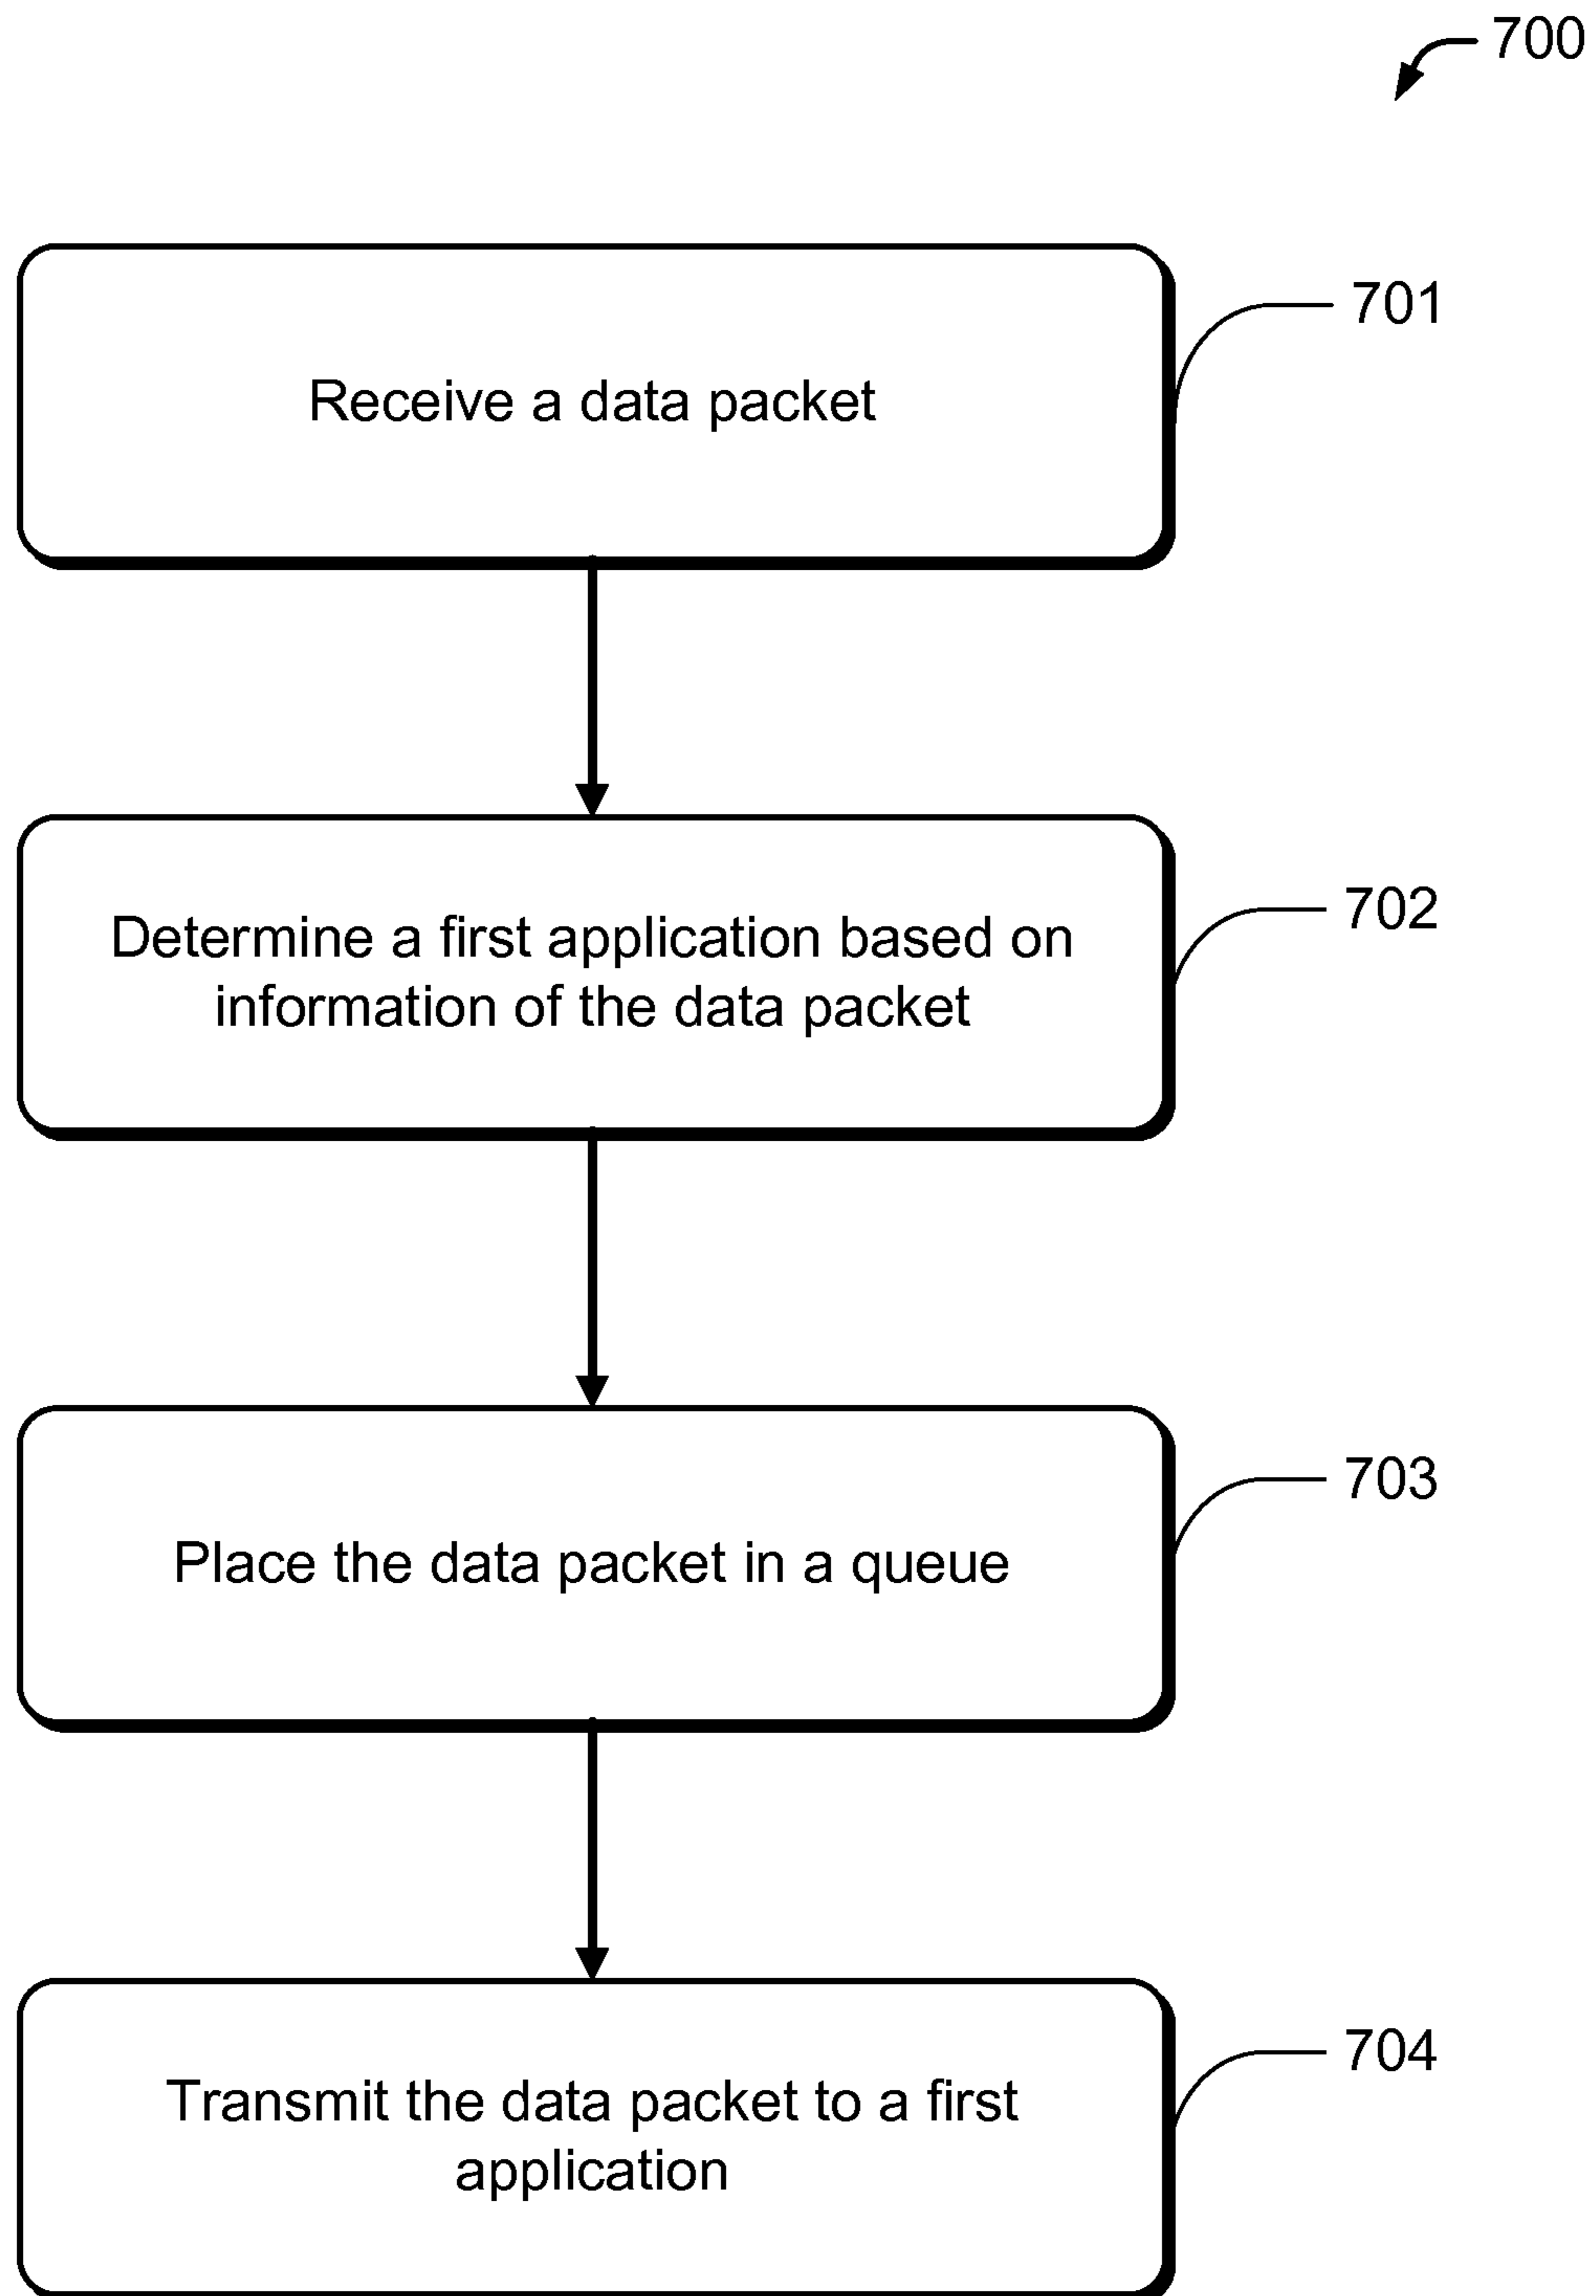 700
701
Receive a data packet
702
Determine a first application based on
information of the data packet
703
Place the data packet in a queue
704
Transmit the data packet to a first
application